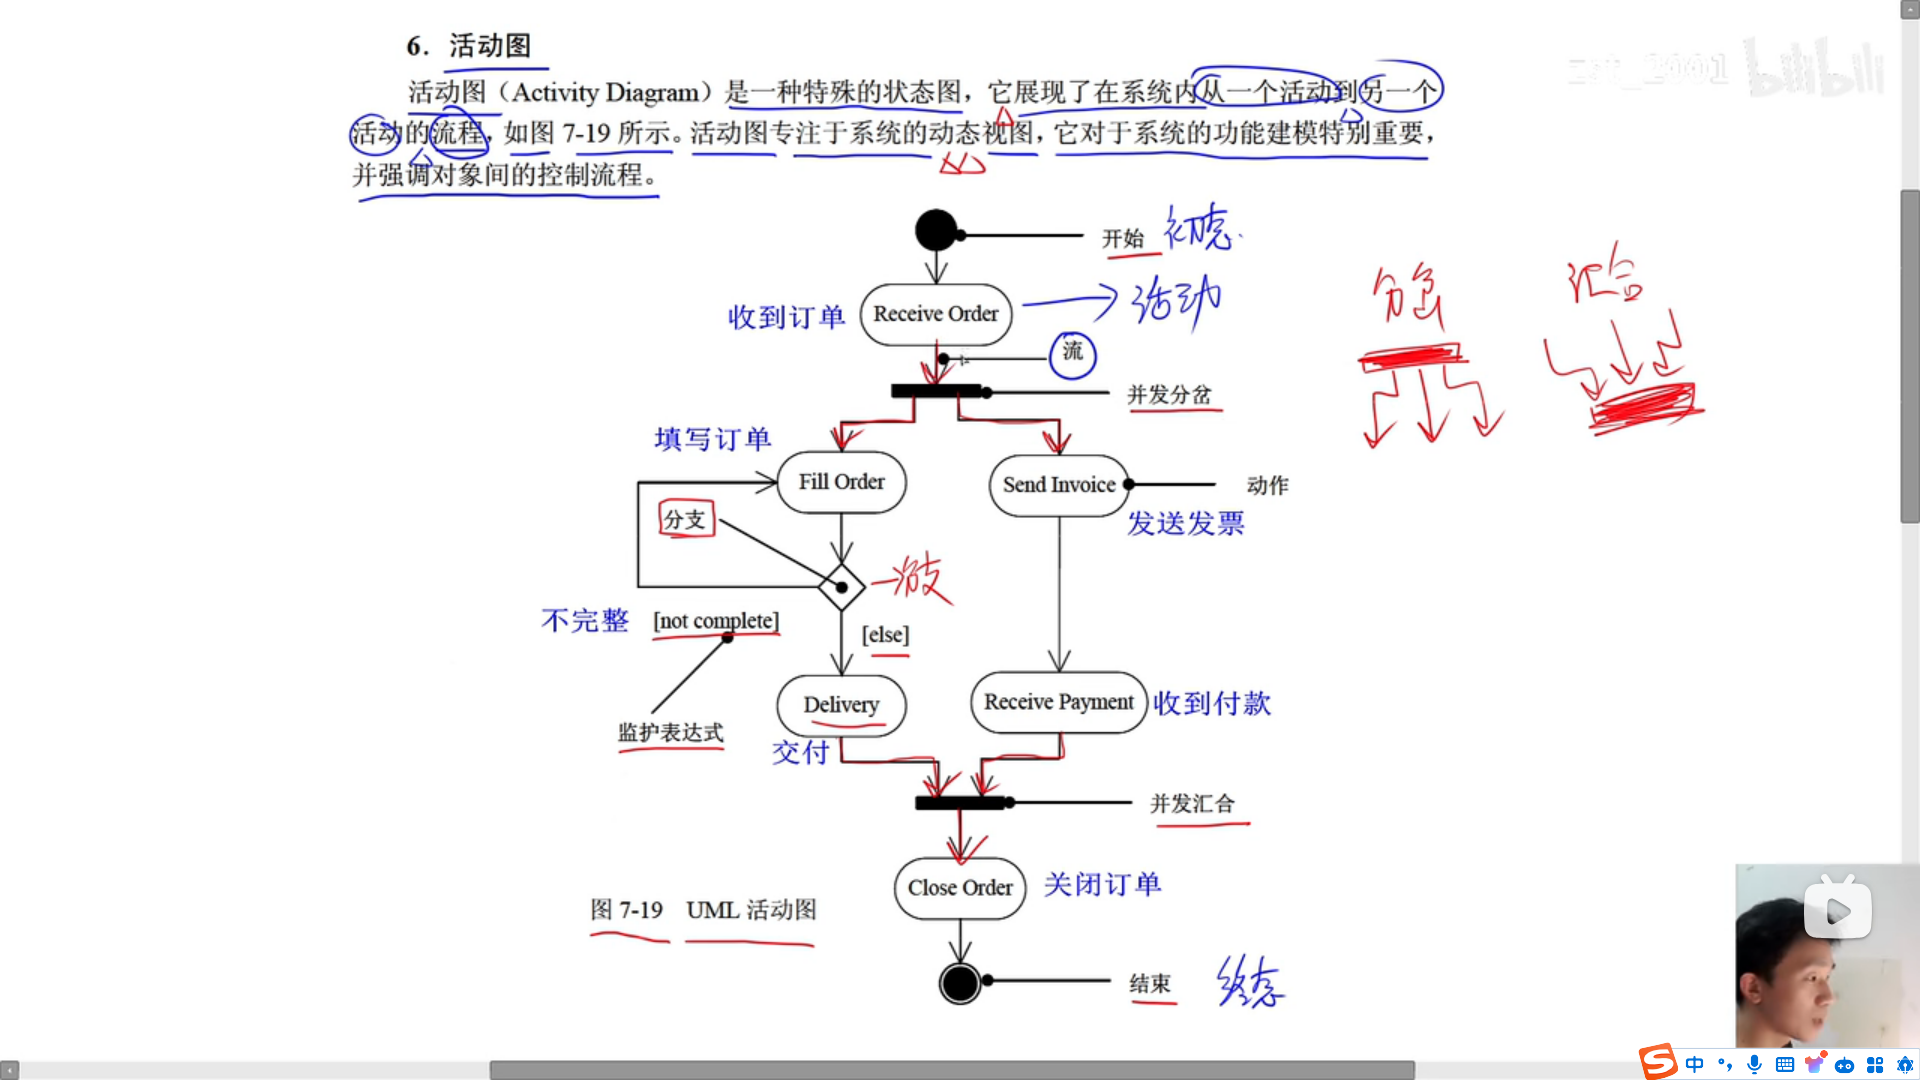 6. 活动图
活动图（Activity Diagram）是一种特殊的状态图，它展现了在系统内从一个活动到另一个
活动的流程，如图 7-19 所示。活动图专注于系统的动态视图，它对于系统的功能建模特别重要，
并强调对象间的控制流程。
开始 初态
收到订单 Receive Order 活动
分岔 汇合
流
并发分岔
填写订单
Fill Order Send Invoice 动作
分支
发送发票
不完整 [not complete]
[else]
Delivery Receive Payment 收到付款
监护表达式
交付
并发汇合
Close Order 关闭订单
图 7-19 UML 活动图
结束 终态
bilibili
中